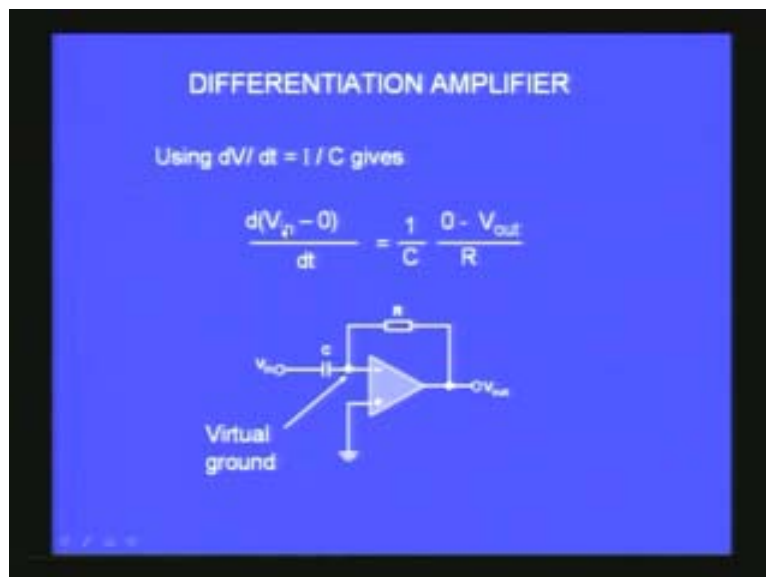 DIFFERENTIATION AMPLIFIER
Using dV/ dt = I / C gives
d(Vin – 0)
dt
=
1
C
0 - Vout
R
R
C
Vin
-
+
Vout
Virtual
ground